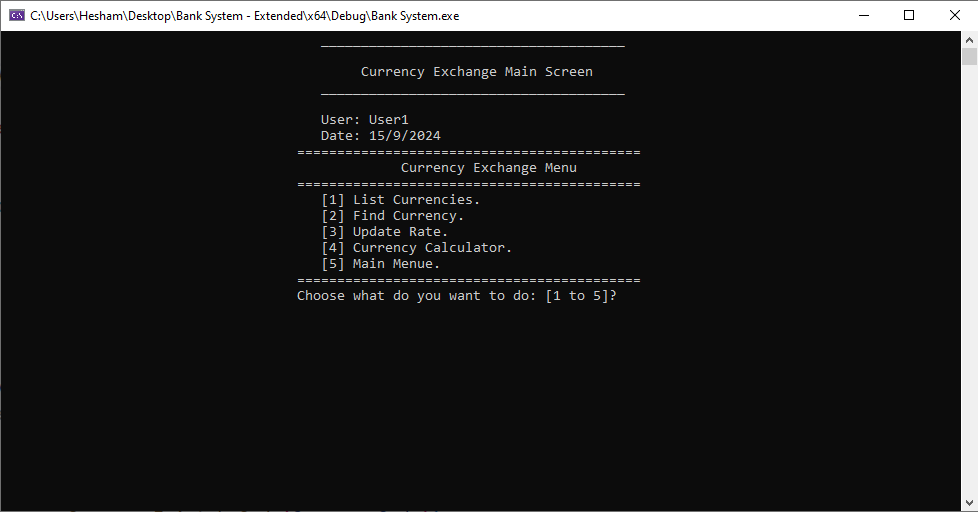 C:\Users\Hesham\Desktop\Bank System - Extended\x64\Debug\Bank System.exe
Currency Exchange Main Screen
User: User1
Date: 15/9/2024
===========================================
Currency Exchange Menu
===========================================
[1] List Currencies.
[2] Find Currency.
[3] Update Rate.
[4] Currency Calculator.
[5] Main Menue.
===========================================
Choose what do you want to do: [1 to 5]?